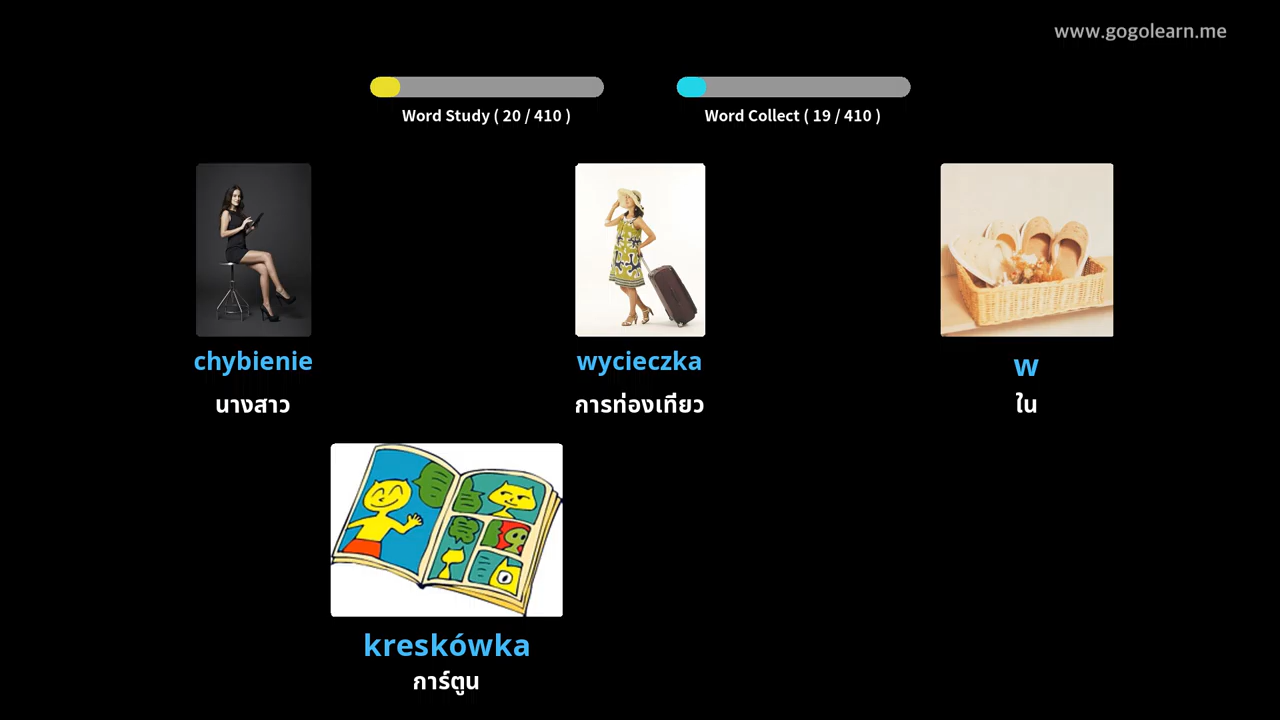 www.gogolearn.me
Word Study ( 20 / 410 )
Word Collect ( 19 / 410 )
chybienie
นางสาว
wycieczka
การท่องเที่ยว
w
ใน
kreskówka
การ์ตูน